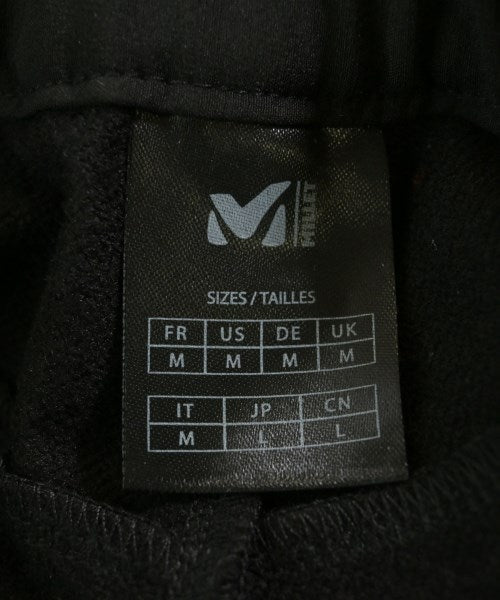 M
MILLET
SIZES/TAILLES
FR US DE UK
M M M M
IT JP CN
M L L